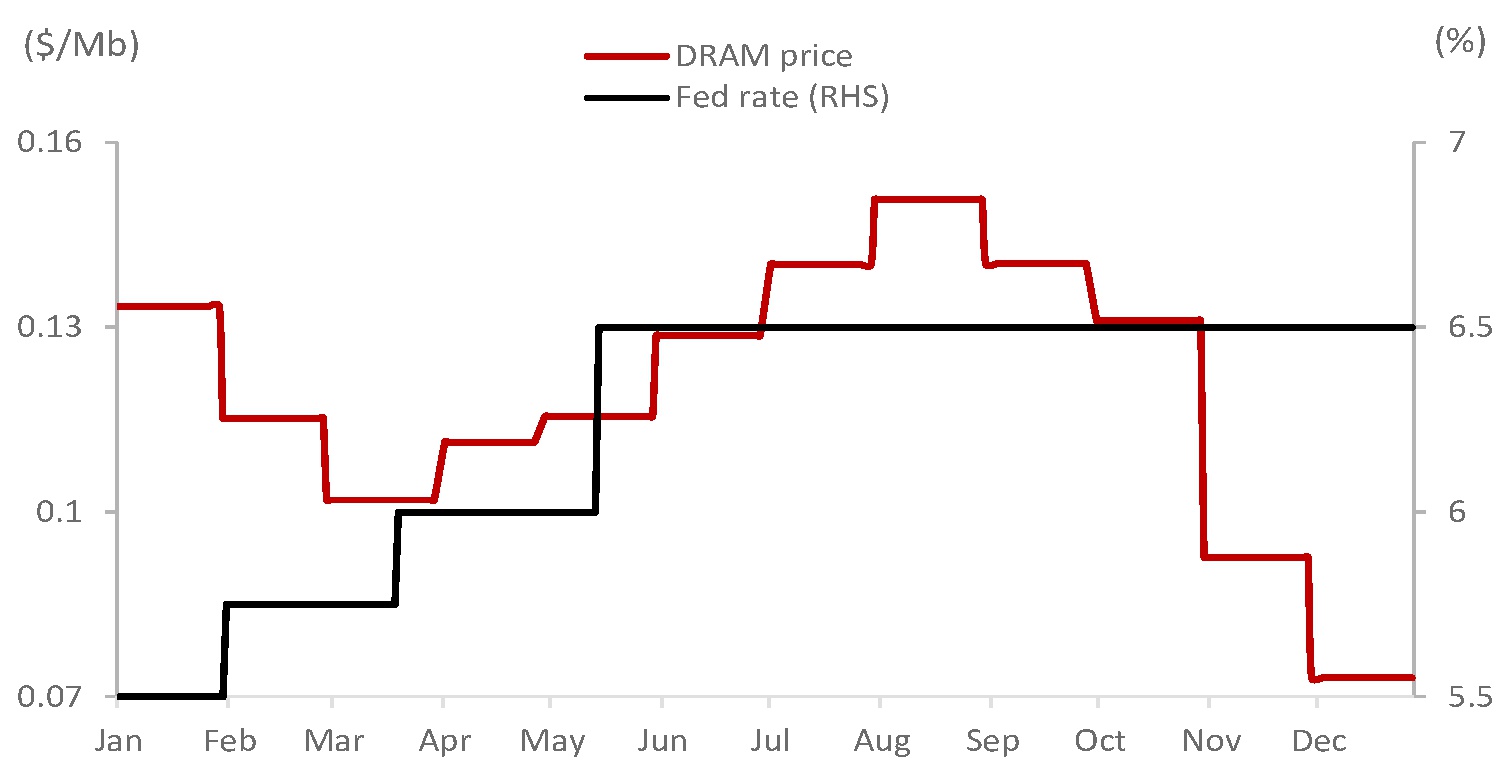 ($/Mb) (%)
DRAM price
Fed rate (RHS)
0.16 7
0.13 6.5
0.1 6
0.07 5.5
Jan Feb Mar Apr May Jun Jul Aug Sep Oct Nov Dec